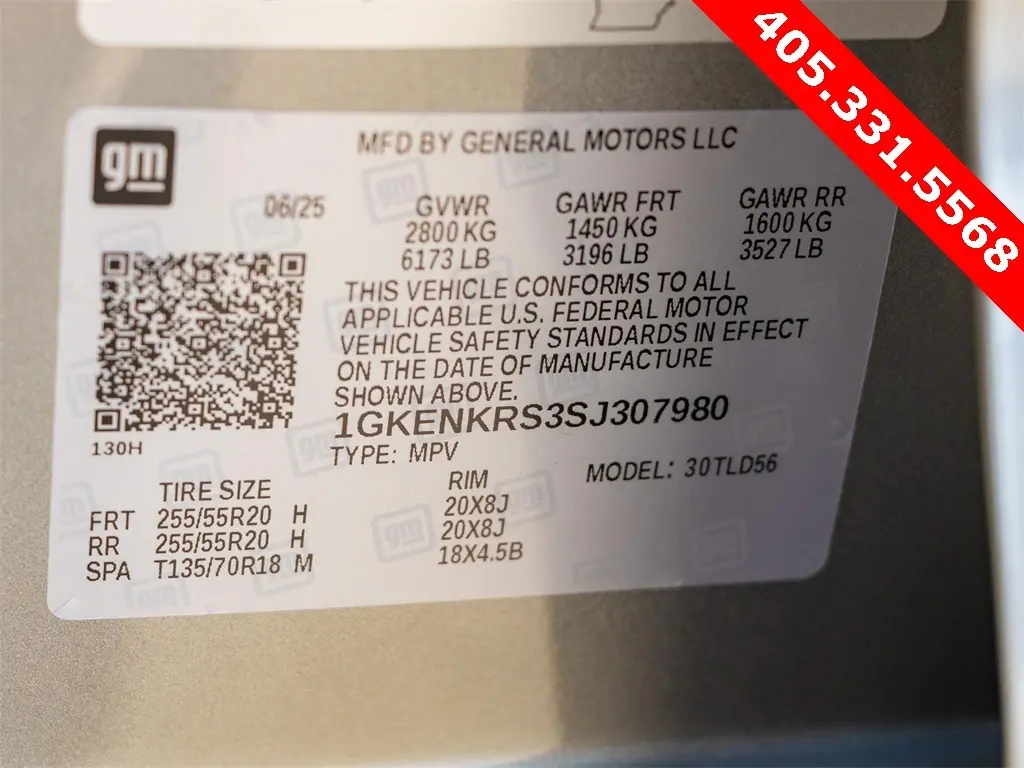 405.331.5568
gm
MFD BY GENERAL MOTORS LLC
06/25 GVWR GAWR FRT GAWR RR
2800 KG 1450 KG 1600 KG
6173 LB 3196 LB 3527 LB
THIS VEHICLE CONFORMS TO ALL
APPLICABLE U.S. FEDERAL MOTOR
VEHICLE SAFETY STANDARDS IN EFFECT
ON THE DATE OF MANUFACTURE
SHOWN ABOVE.
1GKENKRS3SJ307980
130H
TYPE: MPV MODEL: 30TLD56
TIRE SIZE RIM
FRT 255/55R20 H 20X8J
RR 255/55R20 H 20X8J
SPA T135/70R18 M 18X4.5B